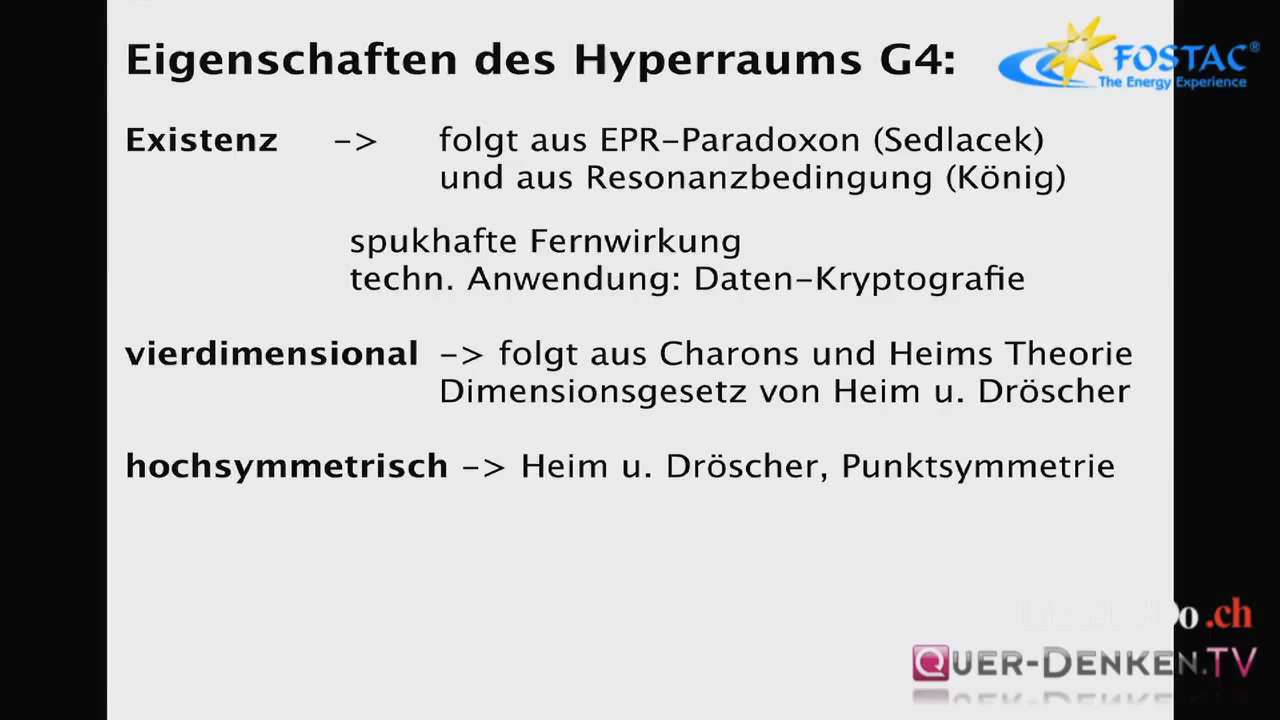 Eigenschaften des Hyperraums G4:
FOSTAC®
The Energy Experience
Existenz -> folgt aus EPR-Paradoxon (Sedlacek)
und aus Resonanzbedingung (König)
spukhafte Fernwirkung
techn. Anwendung: Daten-Kryptografie
vierdimensional -> folgt aus Charons und Heims Theorie
Dimensionsgesetz von Heim u. Dröscher
hochsymmetrisch -> Heim u. Dröscher, Punktsymmetrie
.ch
QUER-DENKEN.TV